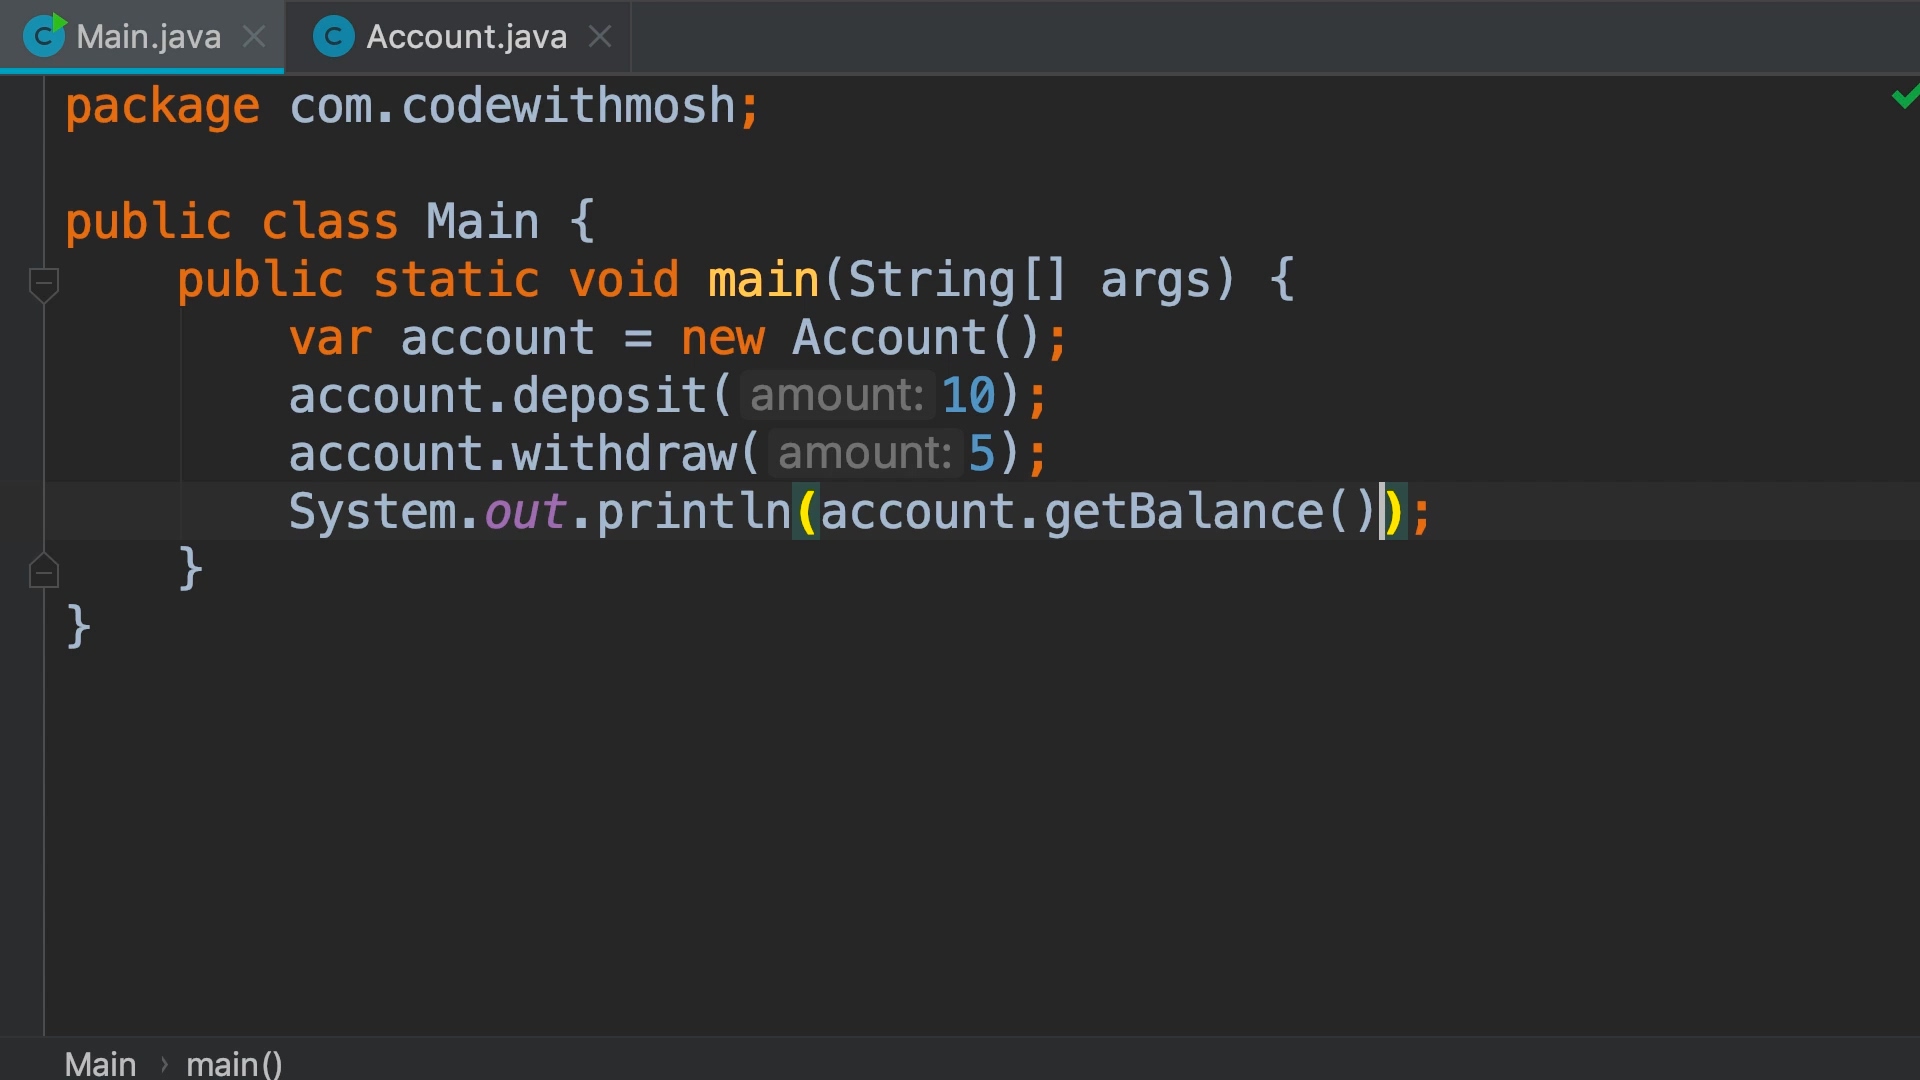 Main.java Account.java
package com.codewithmosh;
public class Main {
public static void main(String[] args) {
var account = new Account();
account.deposit( amount: 10);
account.withdraw( amount: 5);
System.out.println(account.getBalance());
}
}
Main › main()